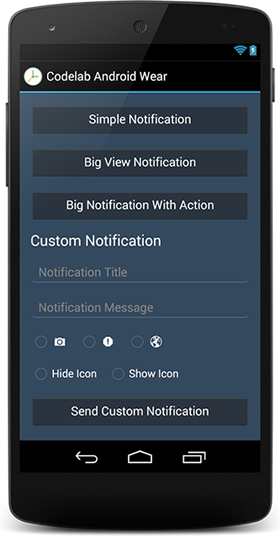 Codelab Android Wear
Simple Notification
Big View Notification
Big Notification With Action
Custom Notification
Notification Title
Notification Message
Hide Icon
Show Icon
Send Custom Notification